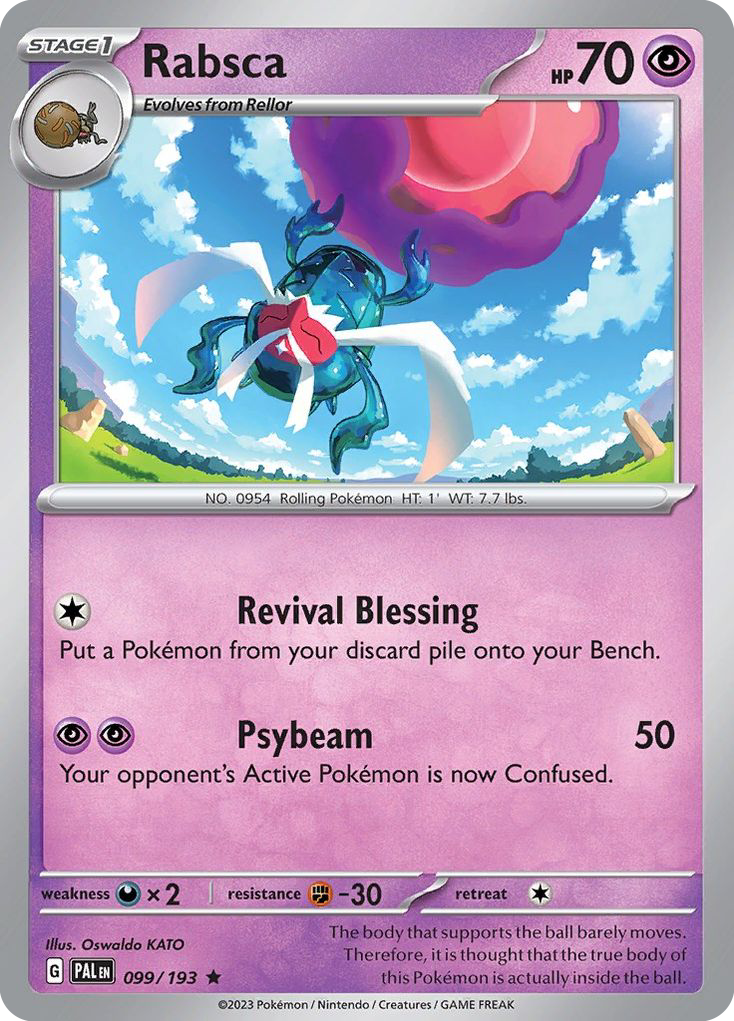 STAGE1
Rabsca
HP 70
Evolves from Rellor
NO. 0954 Rolling Pokémon HT: 1' WT: 7.7 lbs.
Revival Blessing
Put a Pokémon from your discard pile onto your Bench.
Psybeam 50
Your opponent's Active Pokémon is now Confused.
weakness ×2 resistance -30 retreat
Illus. Oswaldo KATO
The body that supports the ball barely moves.
Therefore, it is thought that the true body of
this Pokémon is actually inside the ball.
G PAL EN 099/193 ★
©2023 Pokémon / Nintendo / Creatures / GAME FREAK